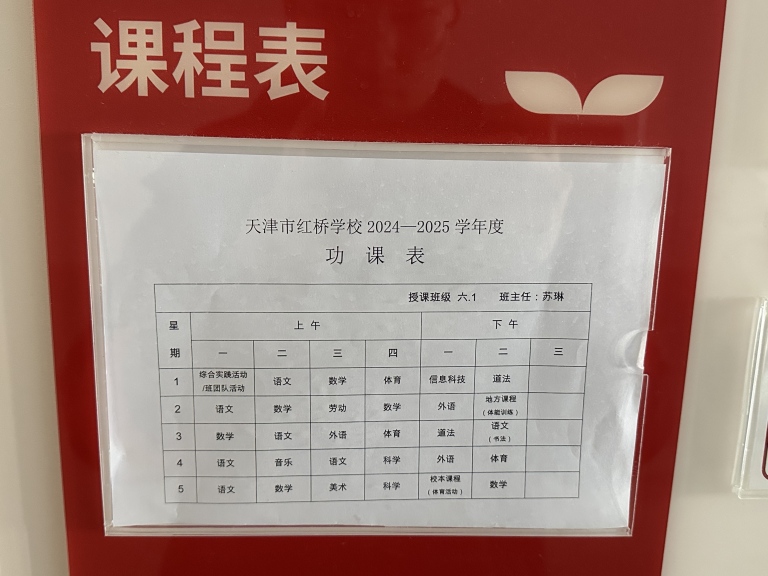 课程表
天津市红桥学校 2024—2025 学年度
功 课 表
授课班级 六.1 班主任：苏琳
星期 上 午 下 午
一 二 三 四 一 二 三
1 综合实践活动/班团队活动 语文 数学 体育 信息科技 道法
2 语文 数学 劳动 数学 外语 地方课程（体能训练）
3 数学 语文 外语 体育 道法 语文（书法）
4 语文 音乐 语文 科学 外语 体育
5 语文 数学 美术 科学 校本课程（体育活动） 数学